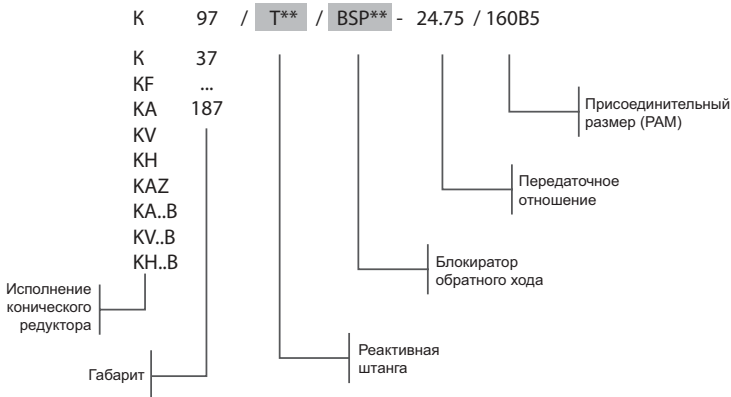 K 97 / T** / BSP** - 24.75 / 160B5
K 37
KF ...
KA 187
KV
KH
KAZ
KA..B
KV..B
KH..B
Присоединительный
размер (PAM)
Передаточное
отношение
Блокиратор
обратного хода
Исполнение
конического
редуктора
Реактивная
штанга
Габарит